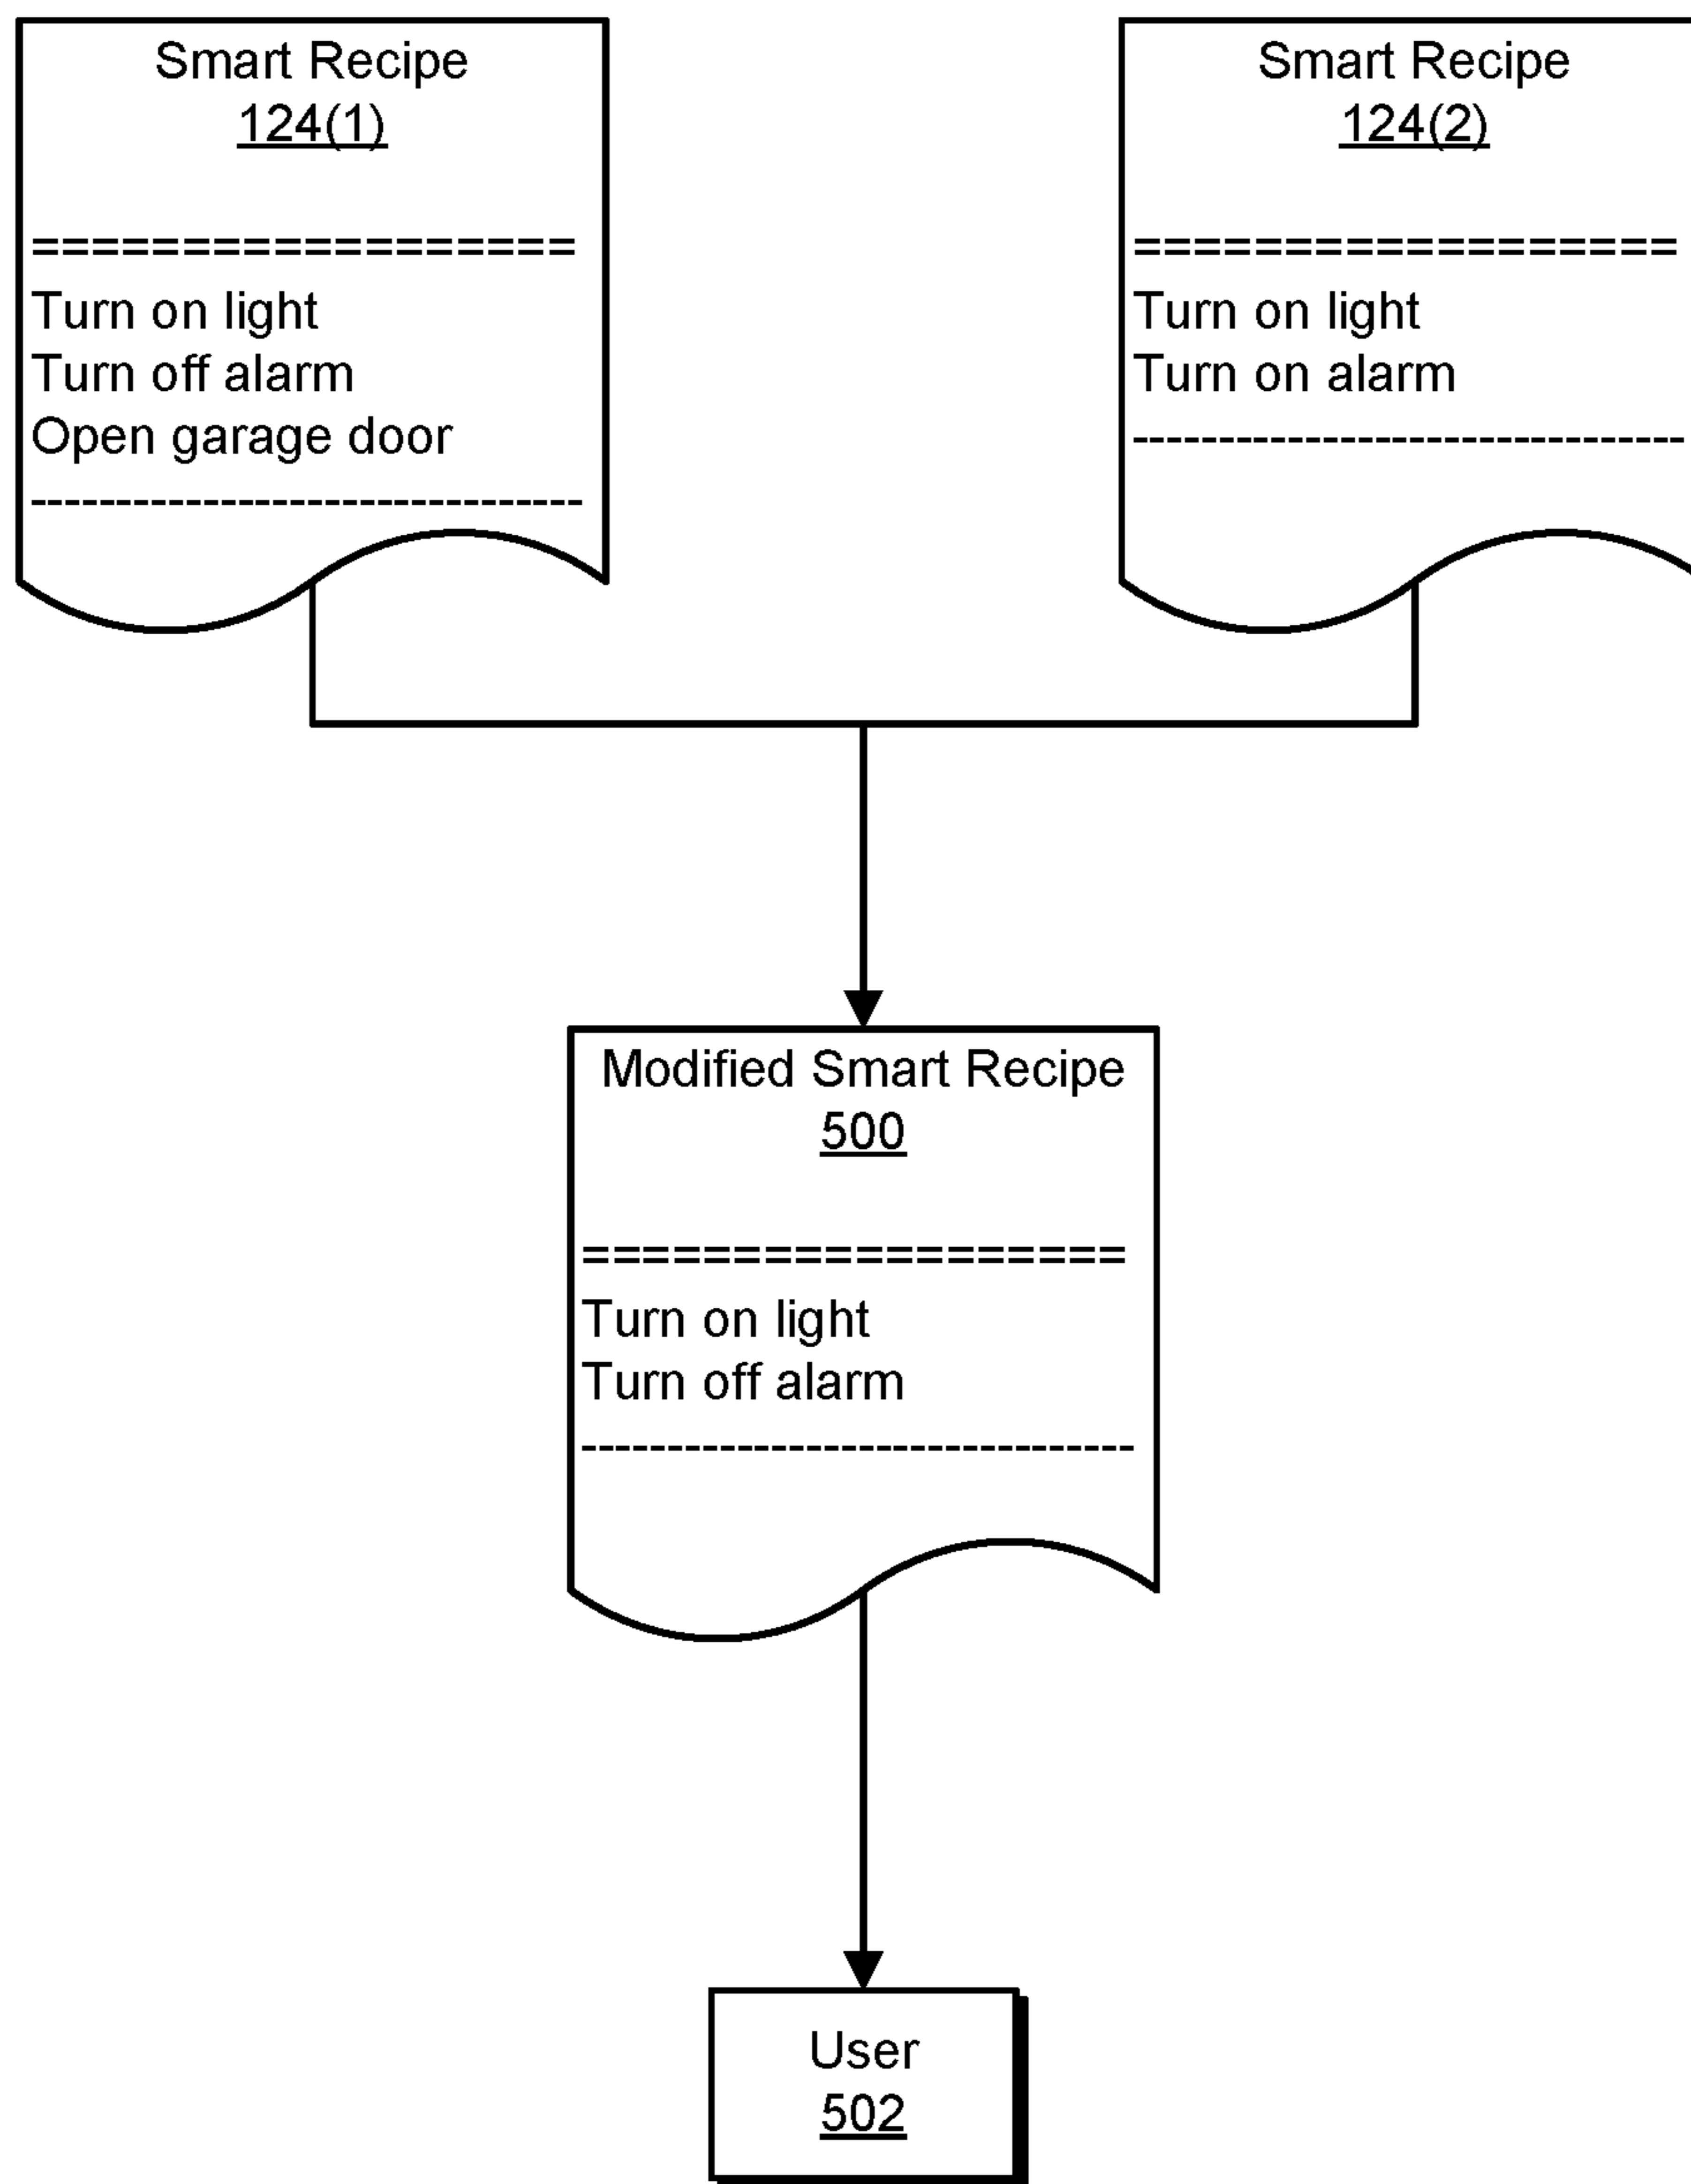 Smart Recipe
124(1)
==================
Turn on light
Turn off alarm
Open garage door
--------------------------------
Smart Recipe
124(2)
==================
Turn on light
Turn on alarm
--------------------------------
Modified Smart Recipe
500
==================
Turn on light
Turn off alarm
--------------------------------
User
502